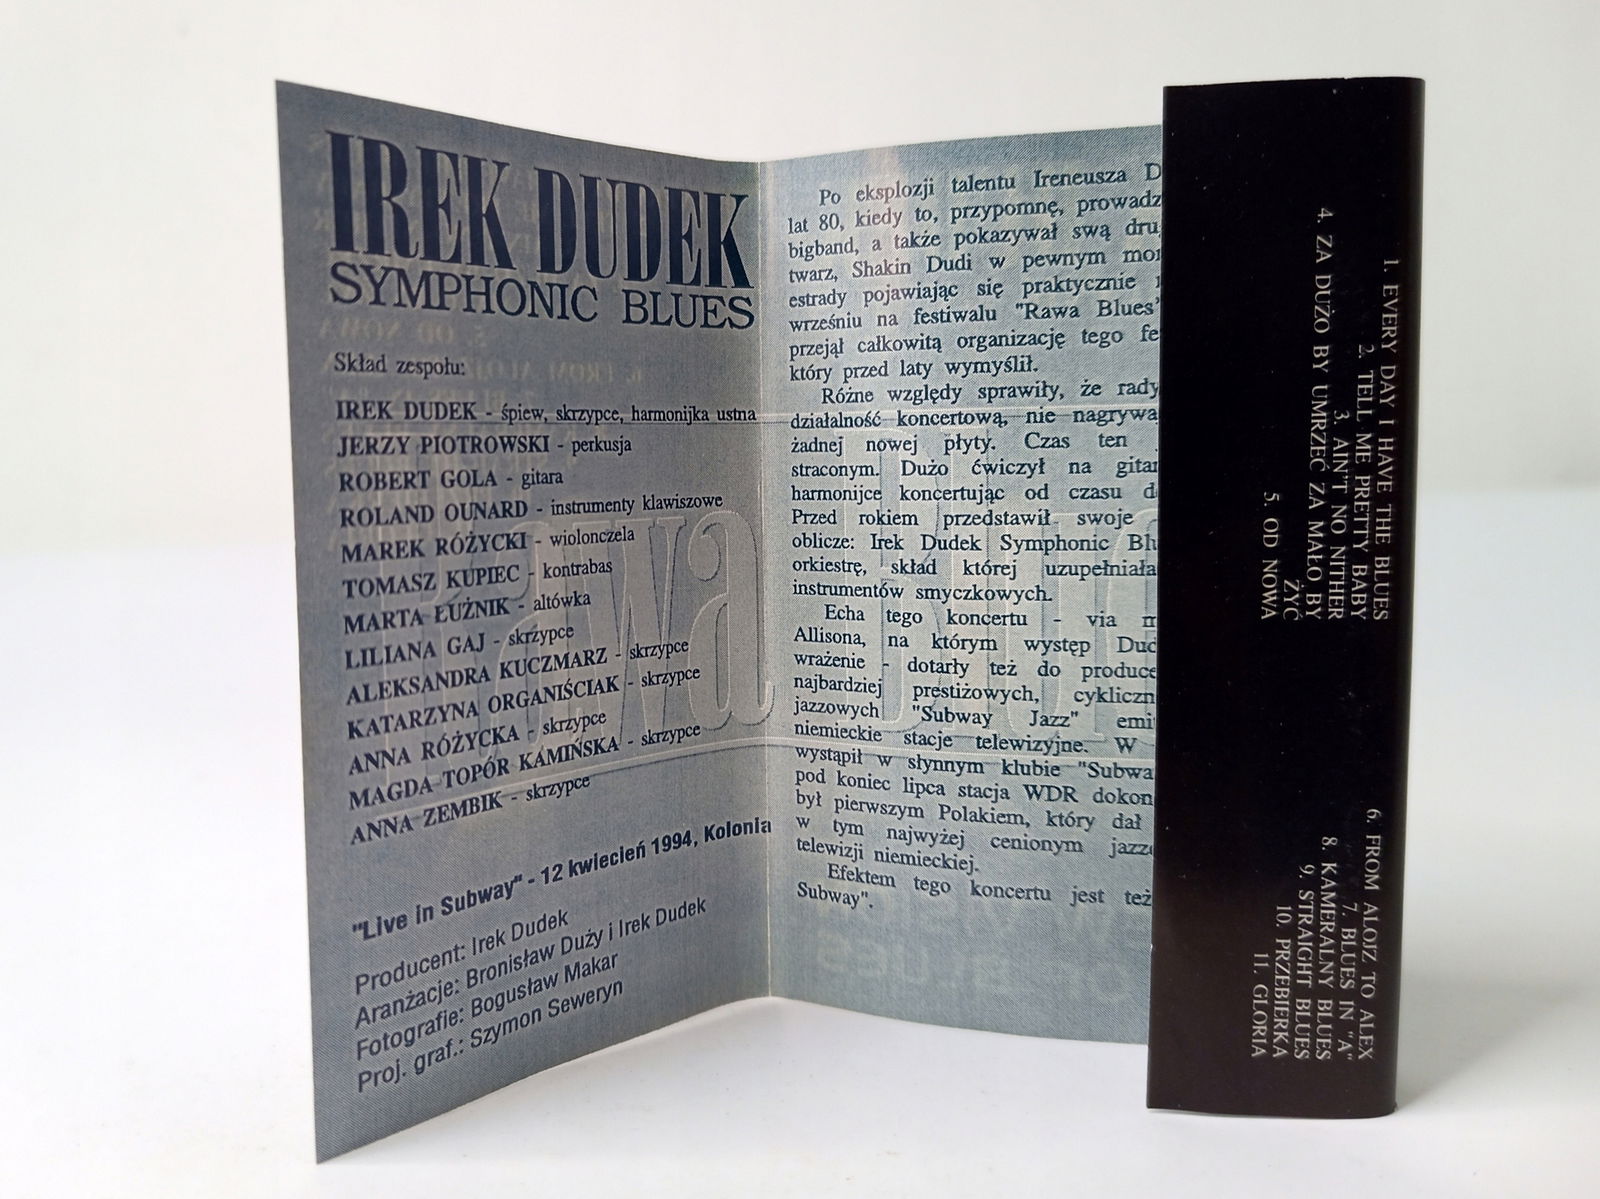 IREK DUDEK
SYMPHONIC BLUES
Skład zespołu:
IREK DUDEK - śpiew, skrzypce, harmonijka ustna
JERZY PIOTROWSKI - perkusja
ROBERT GOLA - gitara
ROLAND OUNARD - instrumenty klawiszowe
MAREK RÓŻYCKI - wiolonczela
TOMASZ KUPIEC - kontrabas
MARTA ŁUŹNIK - altówka
LILIANA GAJ - skrzypce
ALEKSANDRA KUCZMARZ - skrzypce
KATARZYNA ORGANIŚCIAK - skrzypce
ANNA RÓŻYCKA - skrzypce
MAGDA TOPÓR KAMIŃSKA - skrzypce
ANNA ZEMBIK - skrzypce
"Live in Subway" - 12 kwiecień 1994, Kolonia
Producent: Irek Dudek
Aranżacje: Bronisław Duży i Irek Dudek
Fotografie: Bogusław Makar
Proj. graf.: Szymon Seweryn
Po eksplozji talentu Ireneusza D
lat 80, kiedy to, przypomnę, prowadz
bigband, a także pokazywał swą dru
twarz, Shakin Dudi w pewnym mo
estrady pojawiając się praktycznie
wrześniu na festiwalu "Rawa Blues"
przejął całkowitą organizację tego fe
który przed laty wymyślił.
Różne względy sprawiły, że rady
działalność koncertową, nie nagrywa
żadnej nowej płyty. Czas ten
straconym. Dużo ćwiczył na gita
harmonijce koncertując od czasu d
Przed rokiem przedstawił swoje
oblicze: Irek Dudek Symphonic Bl
orkiestrę, skład której uzupełniała
instrumentów smyczkowych.
Echa tego koncertu - via m
Allisona, na którym występ Dud
wrażenie - dotarły też do produce
najbardziej prestiżowych, cykliczn
jazzowych "Subway Jazz" emi
niemieckie stacje telewizyjne. W
wystąpił w słynnym klubie "Subwa
pod koniec lipca stacja WDR dokon
był pierwszym Polakiem, który dał
w tym najwyżej cenionym jazz
telewizji niemieckiej.
Efektem tego koncertu jest też
Subway".
1. EVERY DAY I HAVE THE BLUES
2. TELL ME PRETTY BABY
3. AIN'T NO NITHER
4. ZA DUŻO BY UMRZEĆ ZA MAŁO BY
ŻYĆ
5. OD NOWA
6. FROM ALOJZ TO ALEX
7. BLUES IN "A"
8. KAMERALNY BLUES
9. STRAIGHT BLUES
10. PRZEBIERKA
11. GLORIA